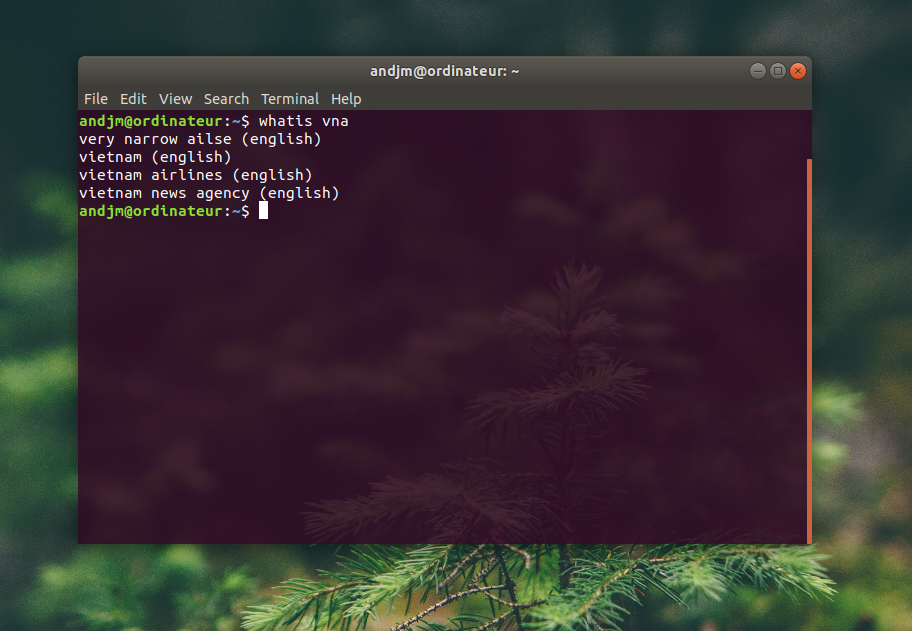 andjm@ordinateur: ~
File Edit View Search Terminal Help
andjm@ordinateur:~$ whatis vna
very narrow ailse (english)
vietnam (english)
vietnam airlines (english)
vietnam news agency (english)
andjm@ordinateur:~$